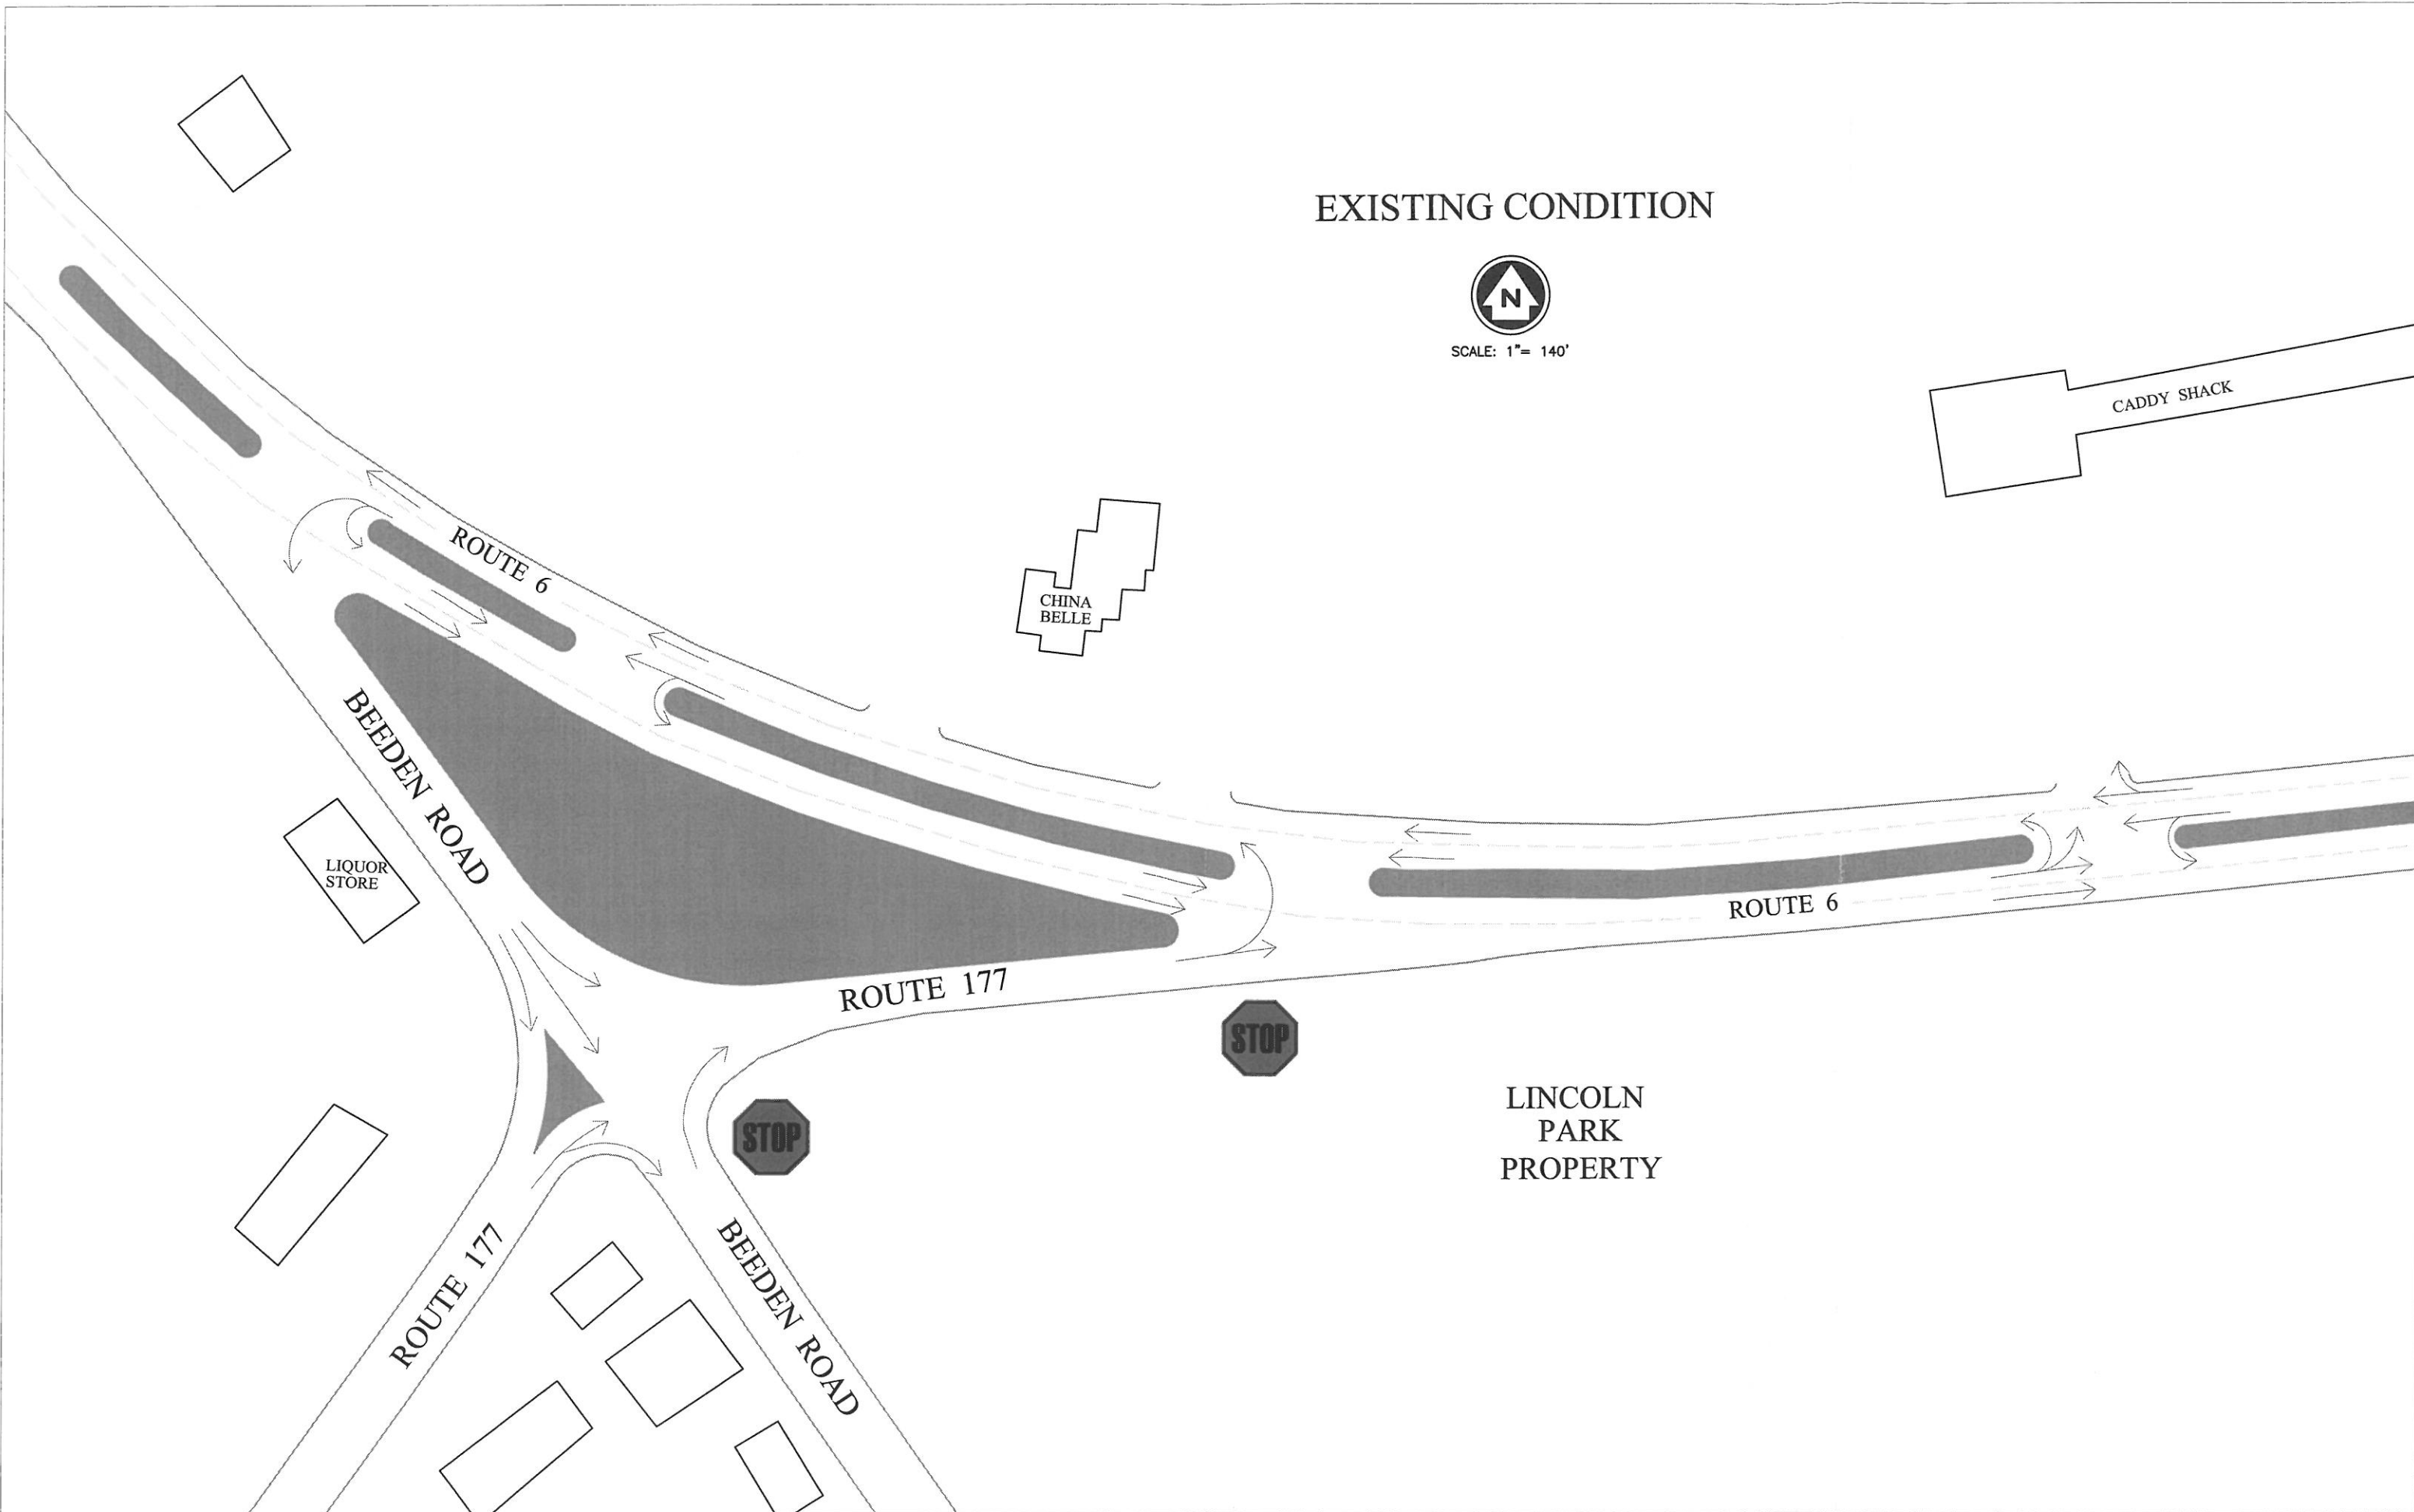 EXISTING CONDITION
N
SCALE: 1"= 140'
CADDY SHACK
ROUTE 6
CHINA
BELLE
BEEDEN ROAD
LIQUOR
STORE
ROUTE 6
ROUTE 177
STOP
STOP
LINCOLN
PARK
PROPERTY
ROUTE 177
BEEDEN ROAD